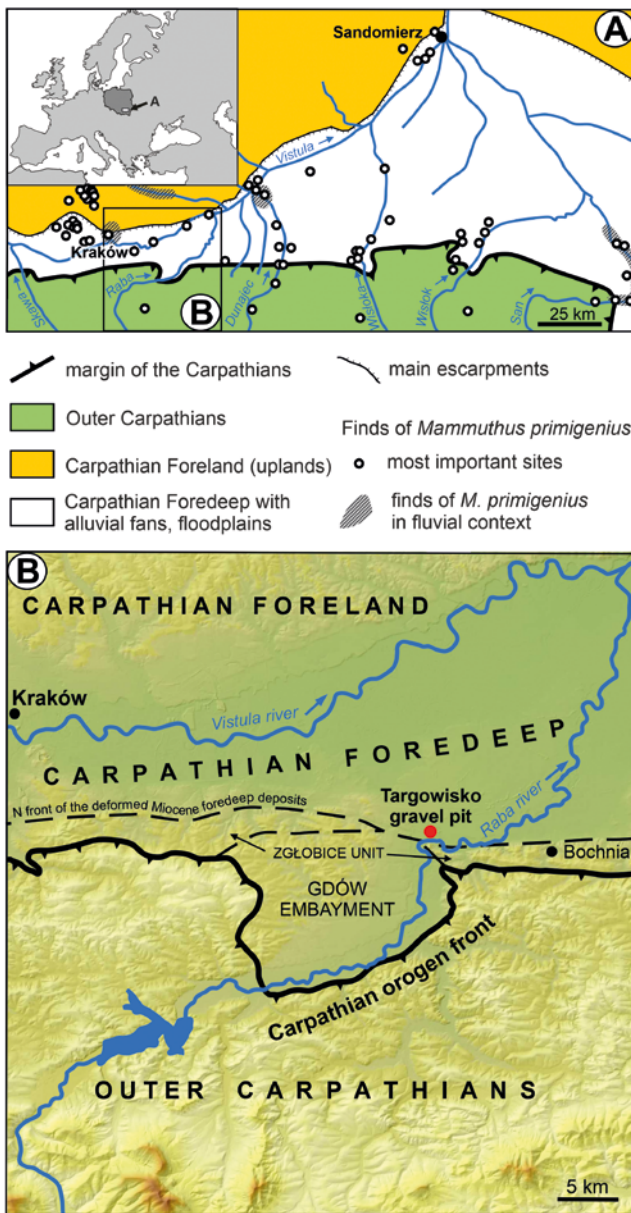 A
Sandomierz
A
Vistula
Kraków
Skawa
Raba
B
Dunajec
Wisłoka
Wisłok
San
25 km
margin of the Carpathians
main escarpments
Outer Carpathians
Finds of Mammuthus primigenius
Carpathian Foreland (uplands)
most important sites
Carpathian Foredeep with
alluvial fans, floodplains
finds of M. primigenius
in fluvial context
B
CARPATHIAN FORELAND
Kraków
Vistula river
CARPATHIAN FOREDEEP
N front of the deformed Miocene foredeep deposits
Targowisko
gravel pit
Raba river
ZGŁOBICE UNIT
Bochnia
GDÓW
EMBAYMENT
Carpathian orogen front
OUTER CARPATHIANS
5 km